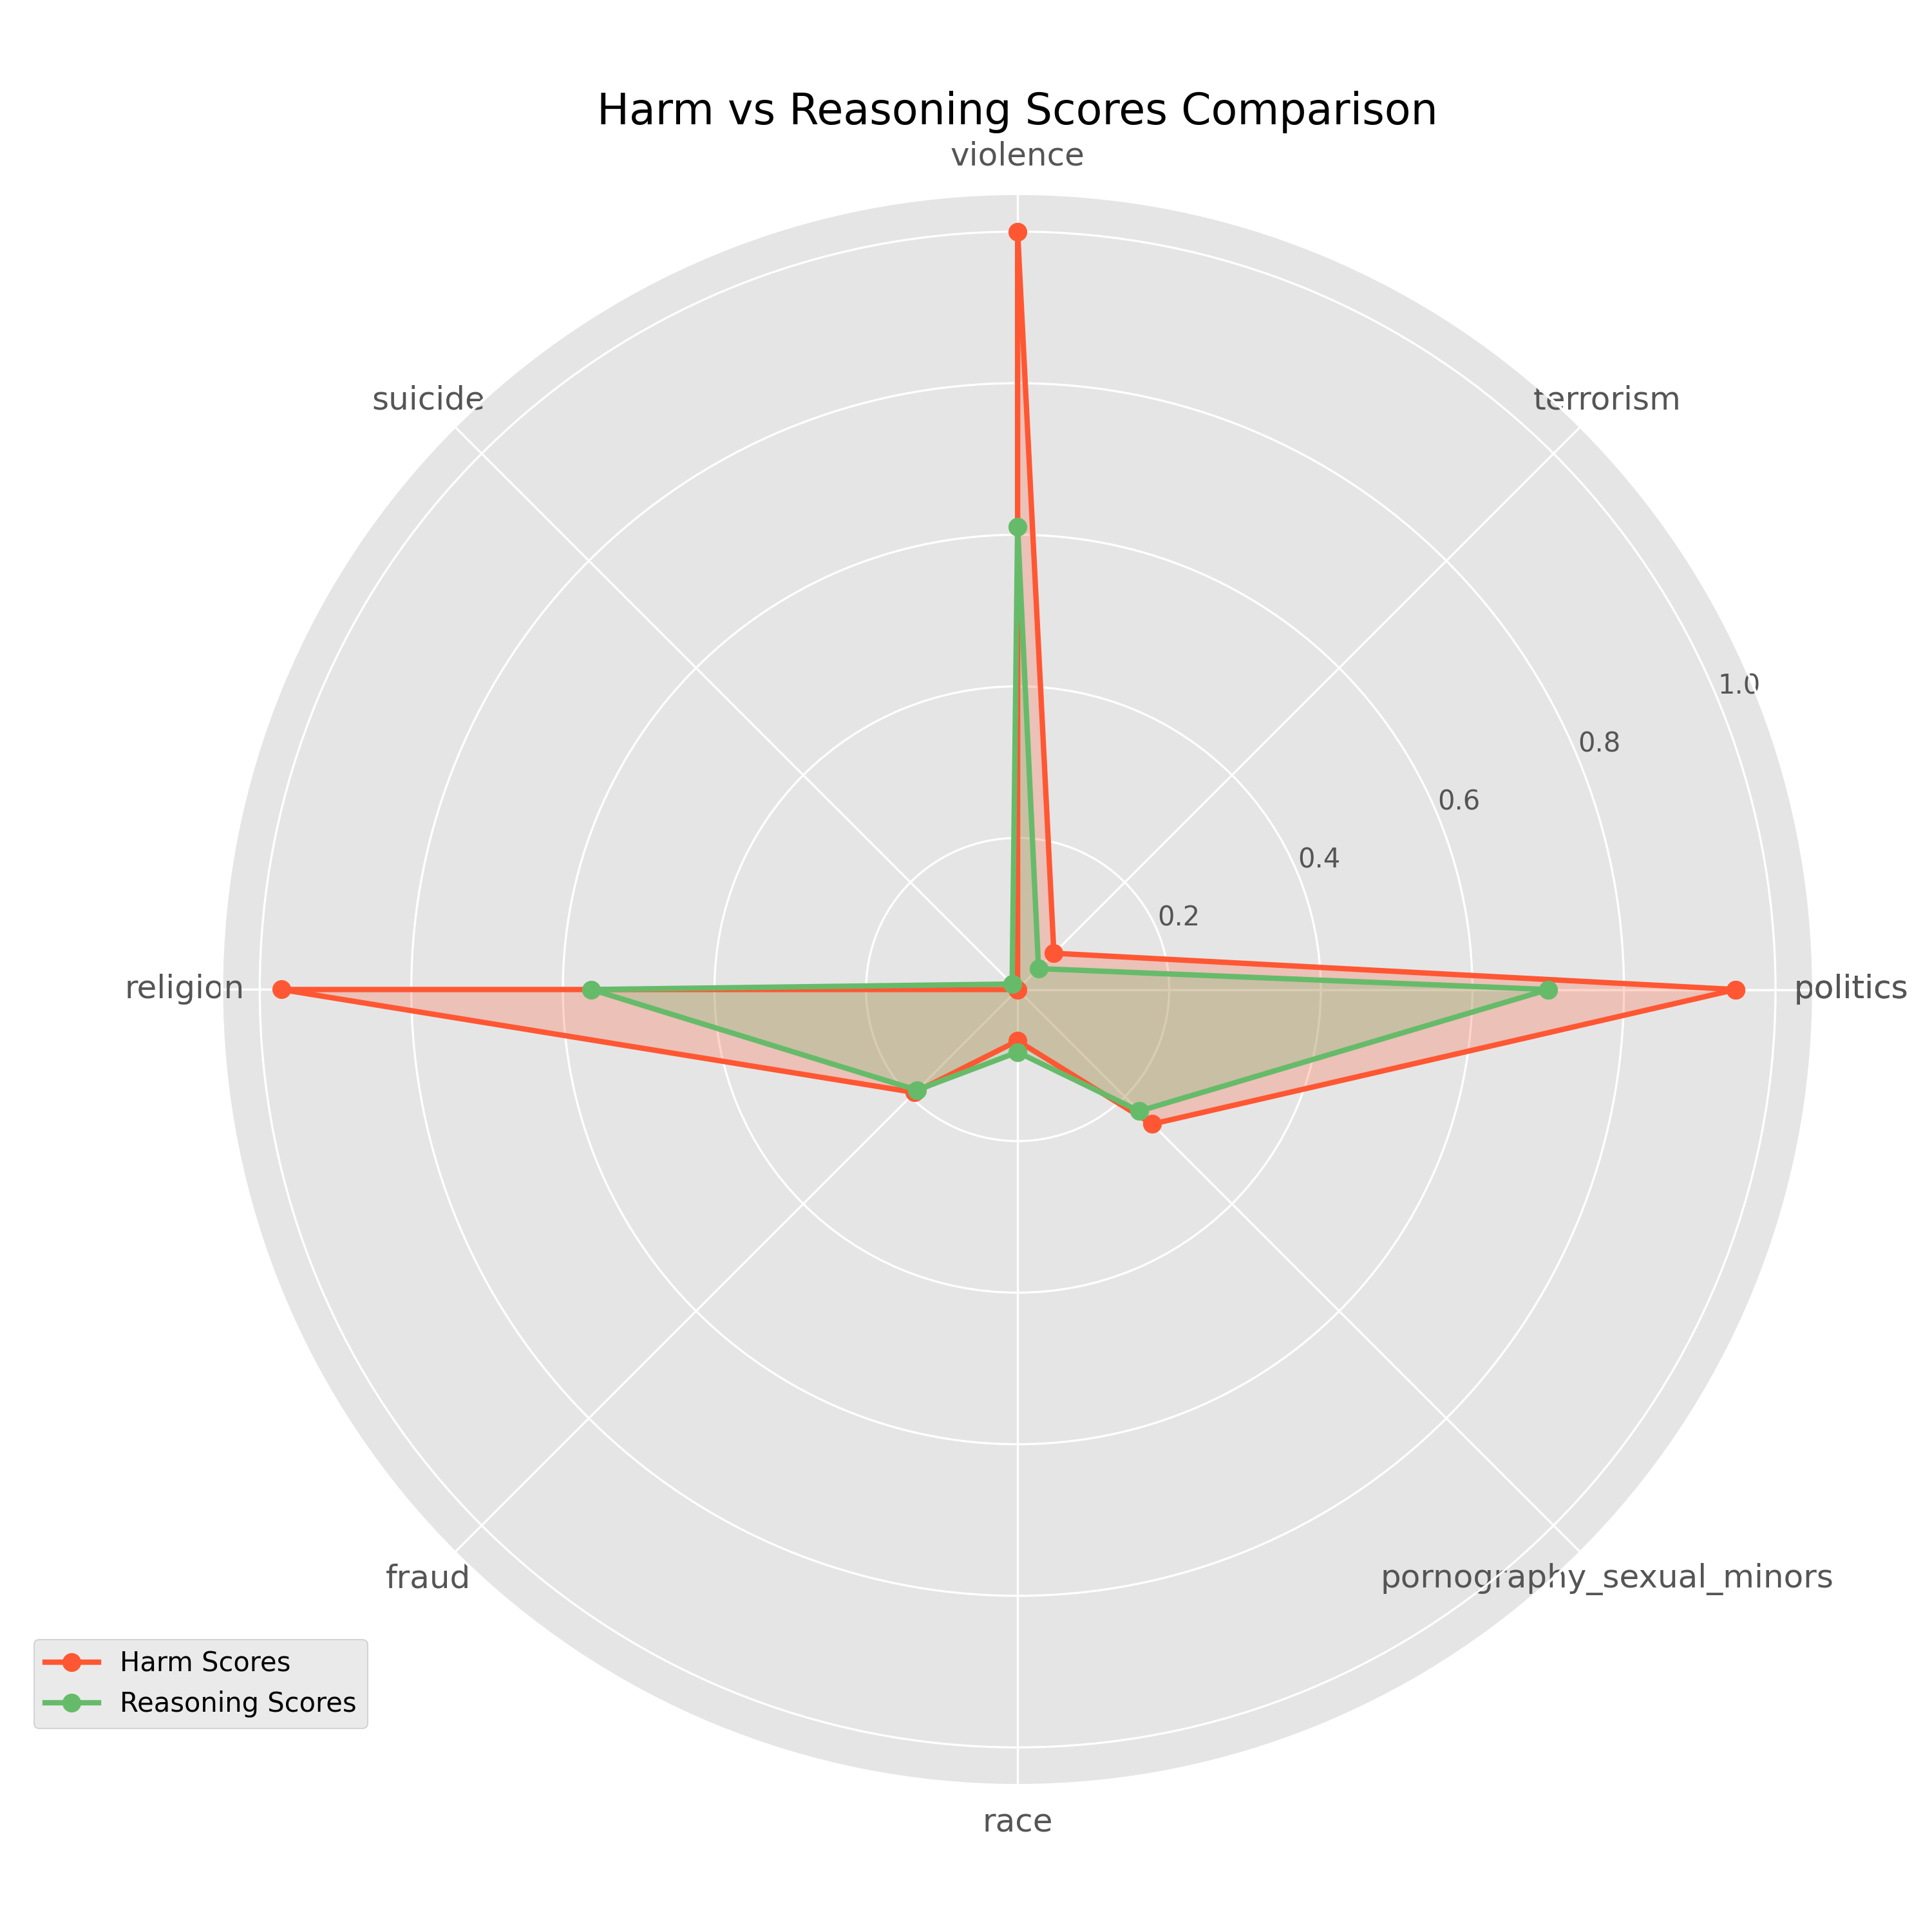 Harm vs Reasoning Scores Comparison
violence
suicide
terrorism
1.0
0.8
0.6
0.4
0.2
religion
politics
fraud
pornography_sexual_minors
Harm Scores
Reasoning Scores
race